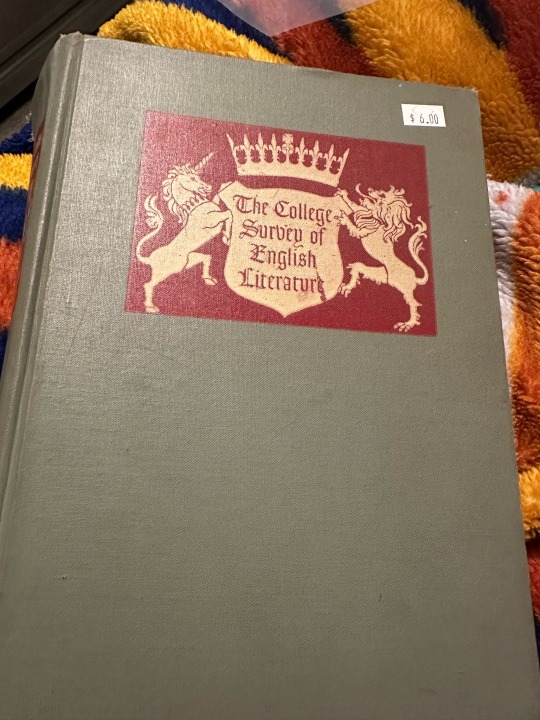 $ 6.00
The College
Survey of
English
Literature